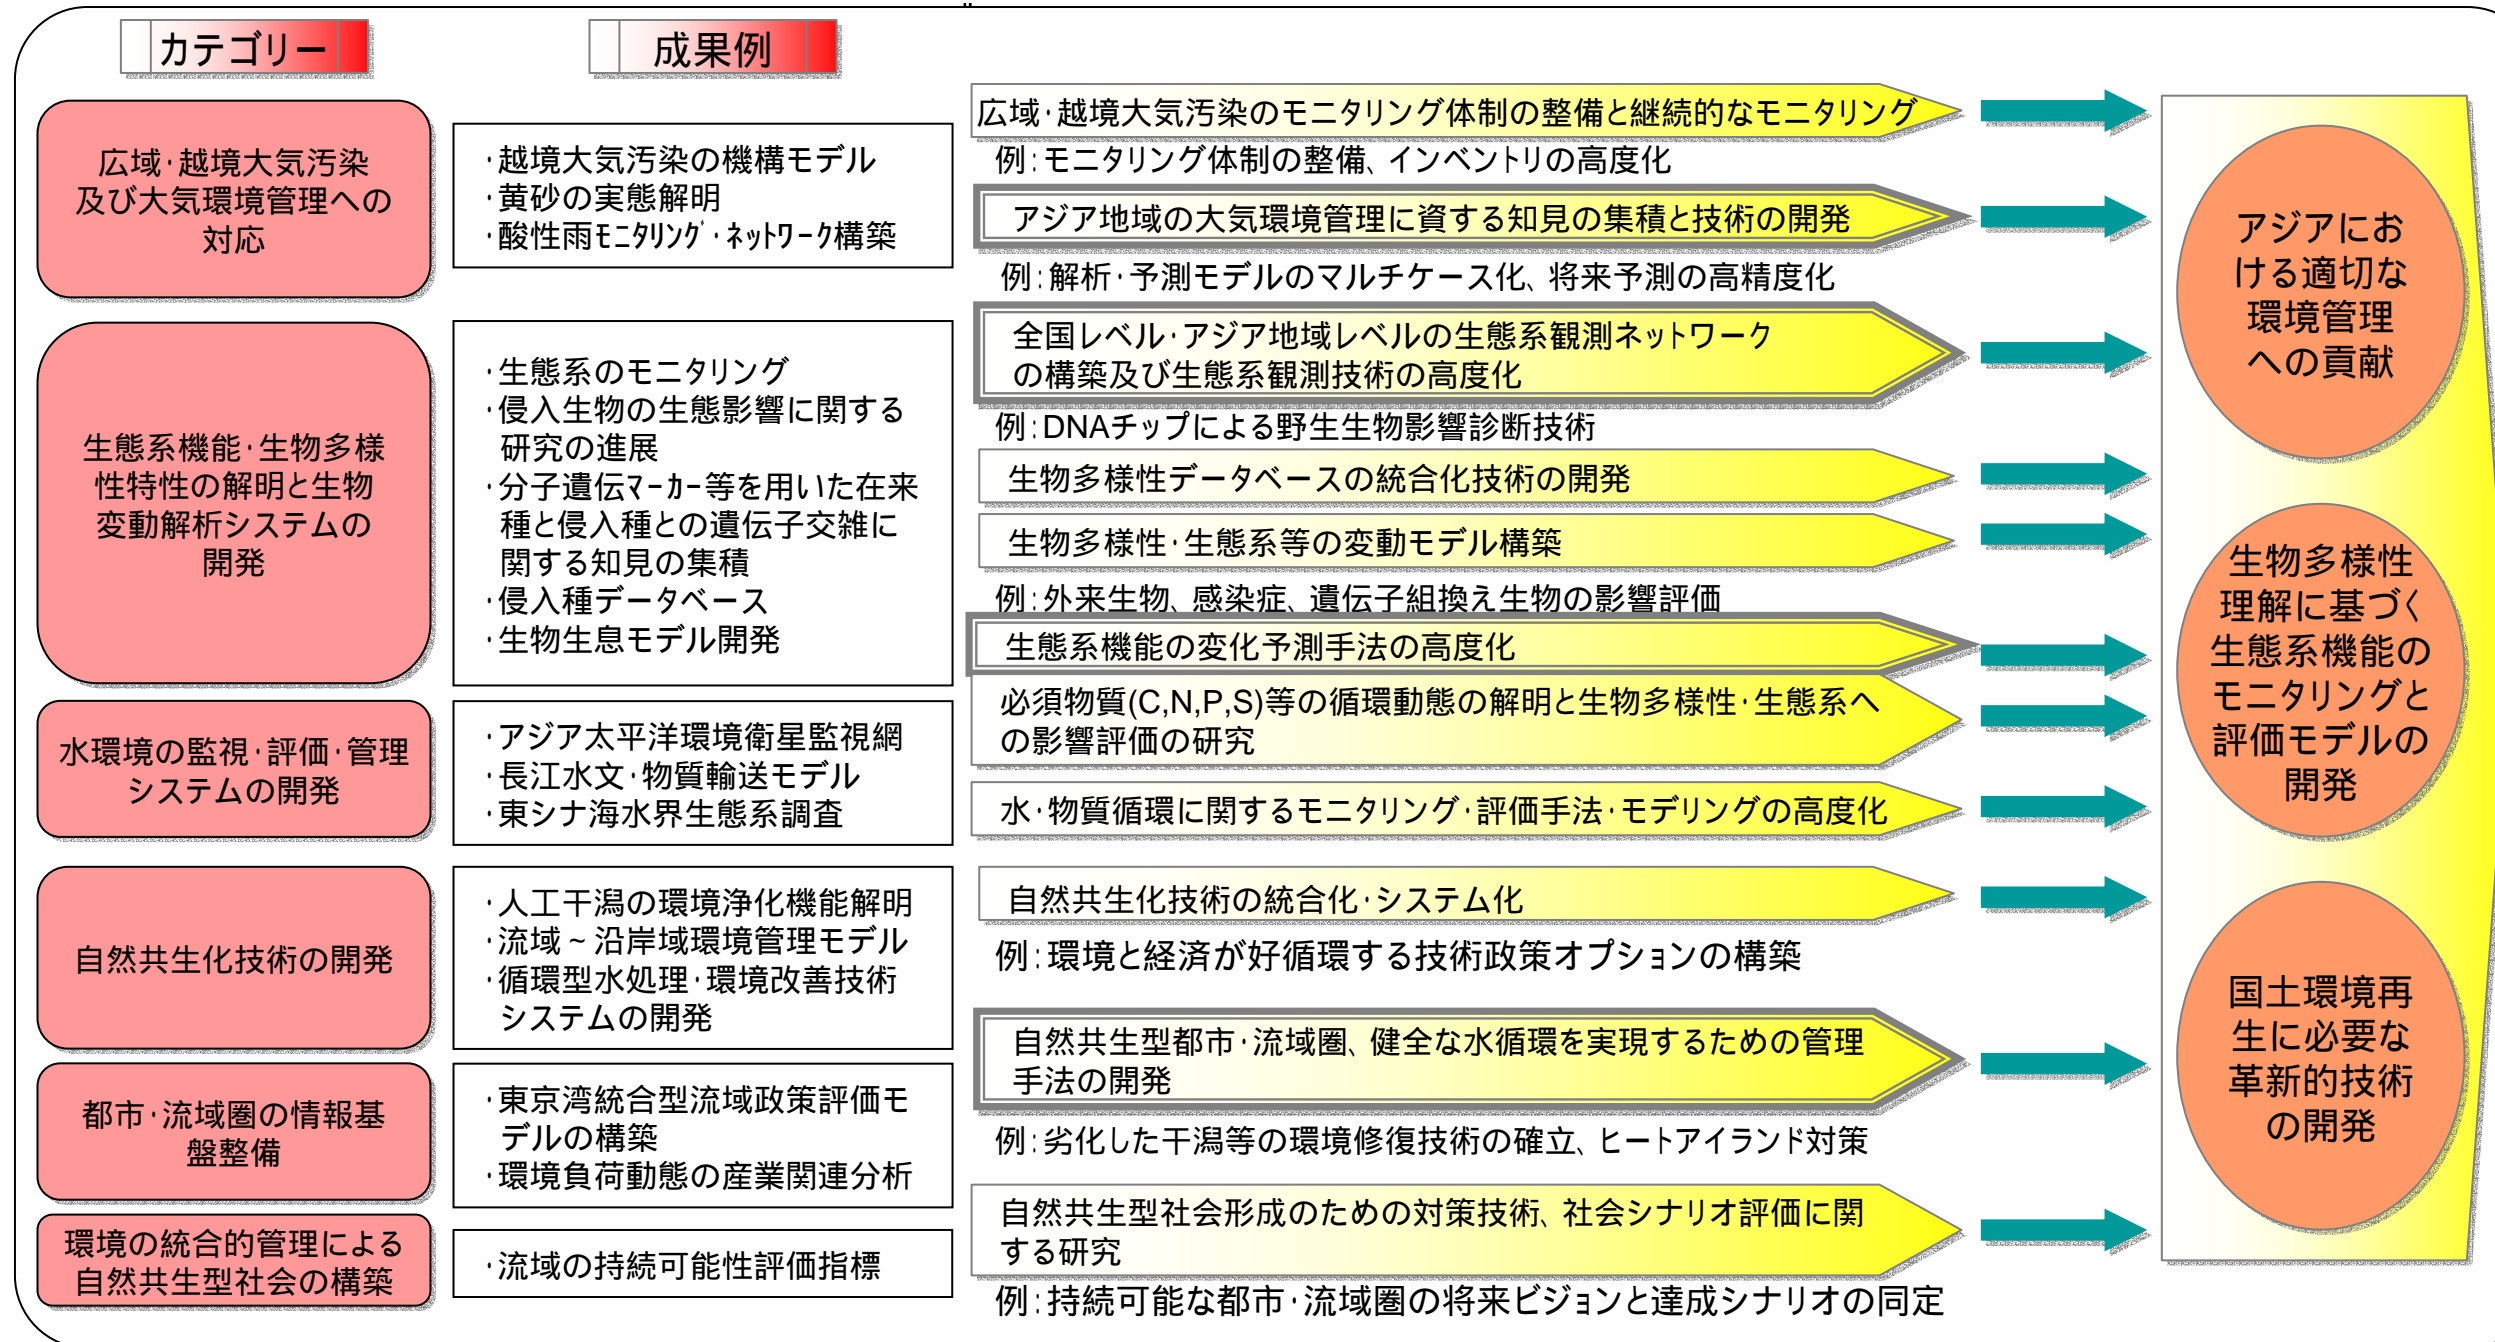 カテゴリー
成果例
広域･越境大気汚染
及び大気環境管理への
対応
･越境大気汚染の機構モデル
･黄砂の実態解明
･酸性雨ﾓﾆﾀﾘﾝｸﾞ･ﾈｯﾄﾜｰｸ構築
広域･越境大気汚染のモニタリング体制の整備と継続的なモニタリング
例：モニタリング体制の整備、インベントリの高度化
アジア地域の大気環境管理に資する知見の集積と技術の開発
例：解析･予測モデルのマルチケース化、将来予測の高精度化
生態系機能･生物多様
性特性の解明と生物
変動解析システムの
開発
･生態系のモニタリング
･侵入生物の生態影響に関する
研究の進展
･分子遺伝ﾏｰｶｰ等を用いた在来
種と侵入種との遺伝子交雑に
関する知見の集積
･侵入種データベース
･生物生息モデル開発
全国レベル･アジア地域レベルの生態系観測ネットワーク
の構築及び生態系観測技術の高度化
例：DNAチップによる野生生物影響診断技術
生物多様性データベースの統合化技術の開発
生物多様性･生態系等の変動モデル構築
例：外来生物、感染症、遺伝子組換え生物の影響評価
生態系機能の変化予測手法の高度化
水環境の監視･評価･管理
システムの開発
･アジア太平洋環境衛星監視網
･長江水文･物質輸送モデル
･東シナ海水界生態系調査
必須物質(C,N,P,S)等の循環動態の解明と生物多様性･生態系へ
の影響評価の研究
水･物質循環に関するモニタリング･評価手法･モデリングの高度化
自然共生化技術の開発
･人工干潟の環境浄化機能解明
･流域～沿岸域環境管理モデル
･循環型水処理･環境改善技術
システムの開発
自然共生化技術の統合化･システム化
例：環境と経済が好循環する技術政策オプションの構築
都市･流域圏の情報基
盤整備
･東京湾統合型流域政策評価モ
デルの構築
･環境負荷動態の産業関連分析
自然共生型都市･流域圏、健全な水循環を実現するための管理
手法の開発
例：劣化した干潟等の環境修復技術の確立、ヒートアイランド対策
環境の統合的管理による
自然共生型社会の構築
･流域の持続可能性評価指標
自然共生型社会形成のための対策技術、社会シナリオ評価に関
する研究
例：持続可能な都市･流域圏の将来ビジョンと達成シナリオの同定
アジアにお
ける適切な
環境管理
への貢献
生物多様性
理解に基づく
生態系機能の
モニタリングと
評価モデルの
開発
国土環境再
生に必要な
革新的技術
の開発